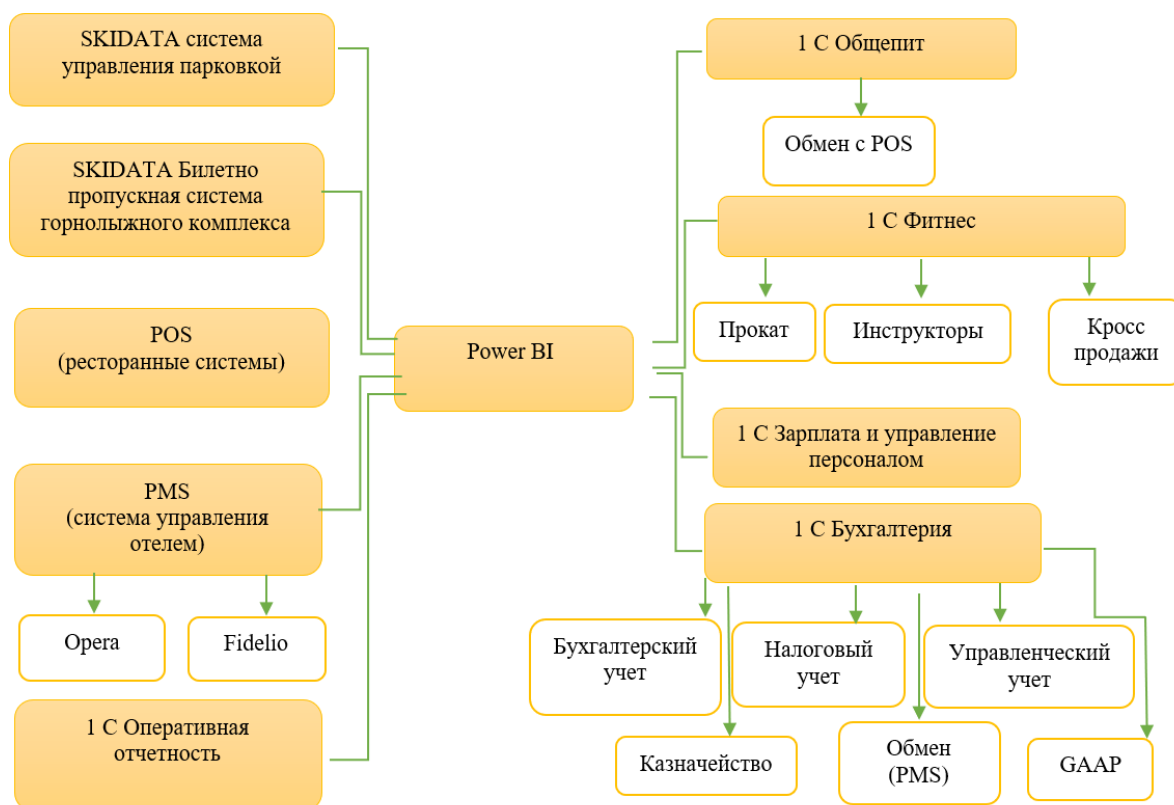 SKIDATA система
управления парковкой
SKIDATA Билетно
пропускная система
горнолыжного комплекса
POS
(ресторанные системы)
PMS
(система управления
отелем)
Opera
Fidelio
1 С Оперативная
отчетность
Power BI
1 С Общепит
Обмен с POS
1 С Фитнес
Прокат
Инструкторы
Кросс
продажи
1 С Зарплата и управление
персоналом
1 С Бухгалтерия
Бухгалтерский
учет
Налоговый
учет
Управленческий
учет
Казначейство
Обмен
(PMS)
GAAP